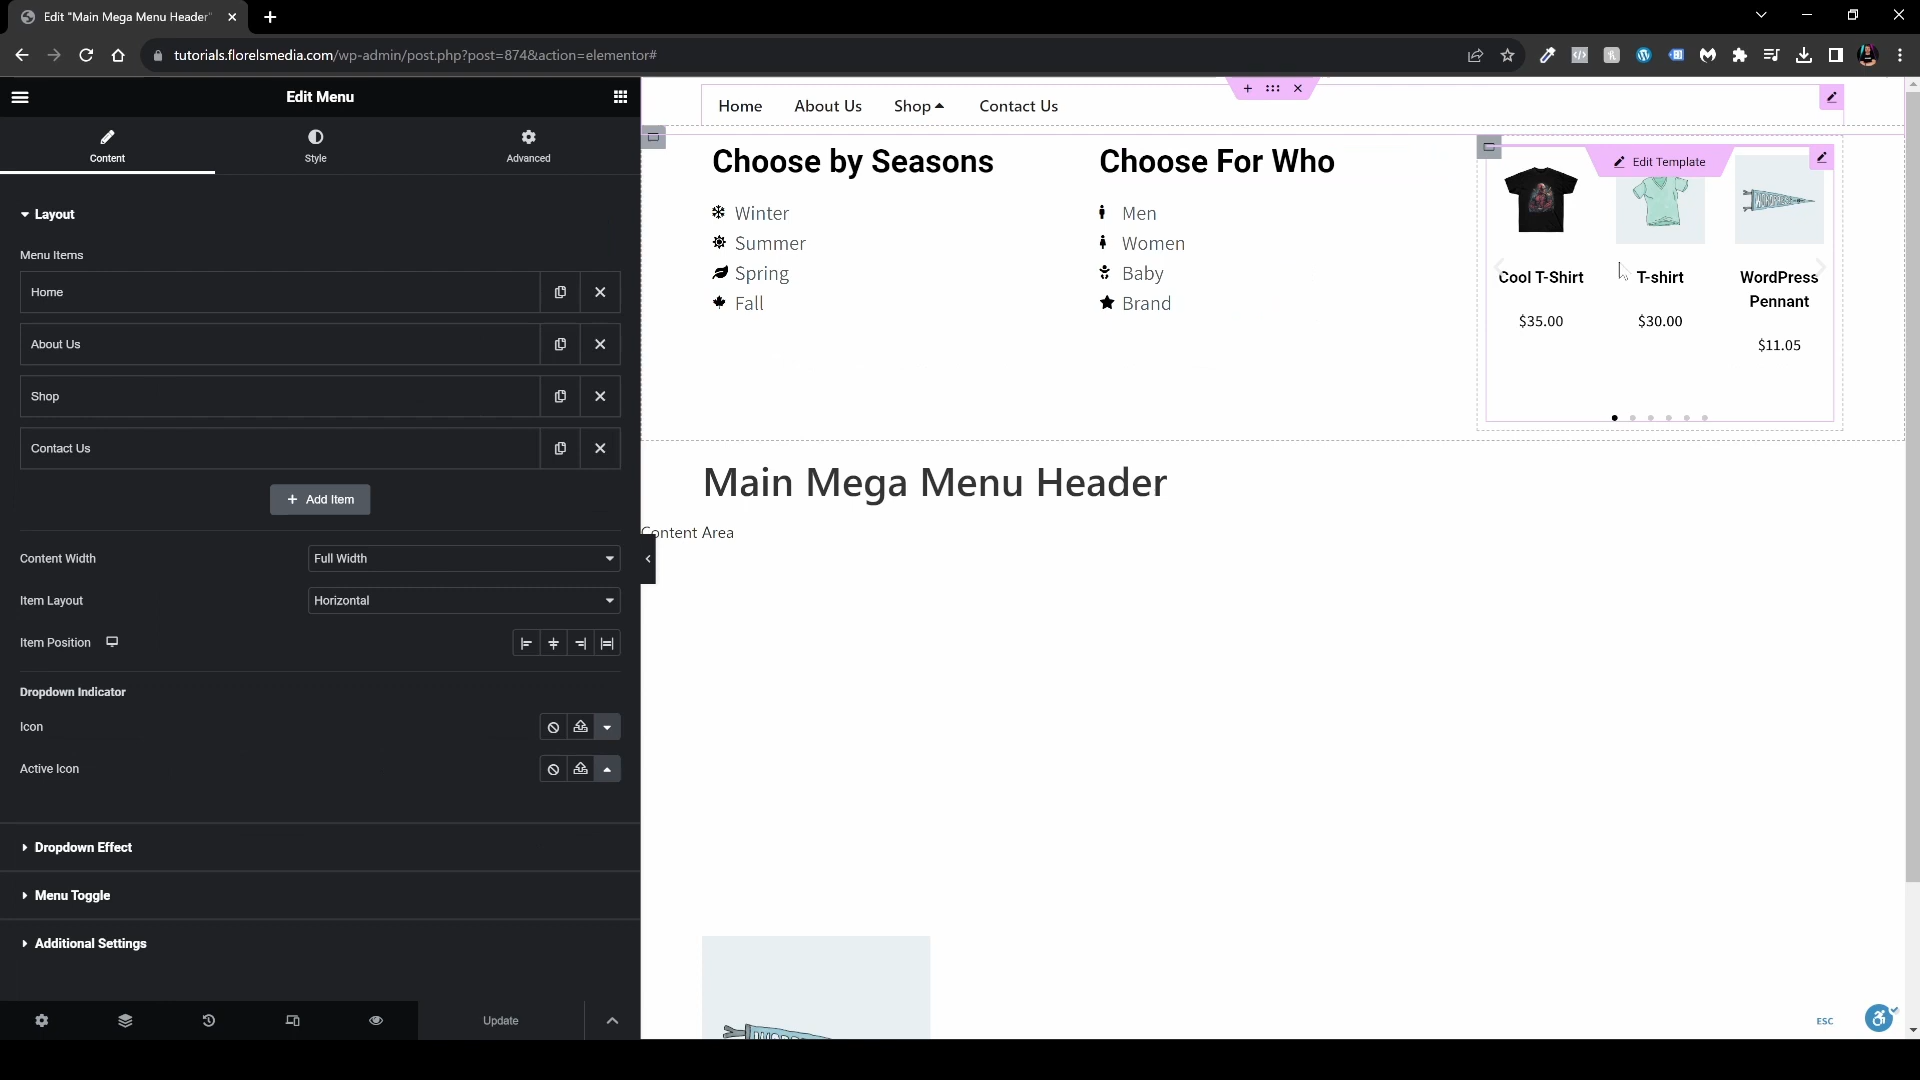 Edit "Main Mega Menu Header"
tutorials.florelsmedia.com/wp-admin/post.php?post=874&action=elementor#
Edit Menu
Content
Style
Advanced
Layout
Menu Items
Home
About Us
Shop
Contact Us
Add Item
Content Width
Full Width
Item Layout
Horizontal
Item Position
Dropdown Indicator
Icon
Active Icon
Dropdown Effect
Menu Toggle
Additional Settings
Update
Home About Us Shop Contact Us
Choose by Seasons
Winter
Summer
Spring
Fall
Choose For Who
Men
Women
Baby
Brand
Edit Template
Cool T-Shirt
$35.00
T-shirt
$30.00
WordPress
Pennant
$11.05
Main Mega Menu Header
Content Area
ESC